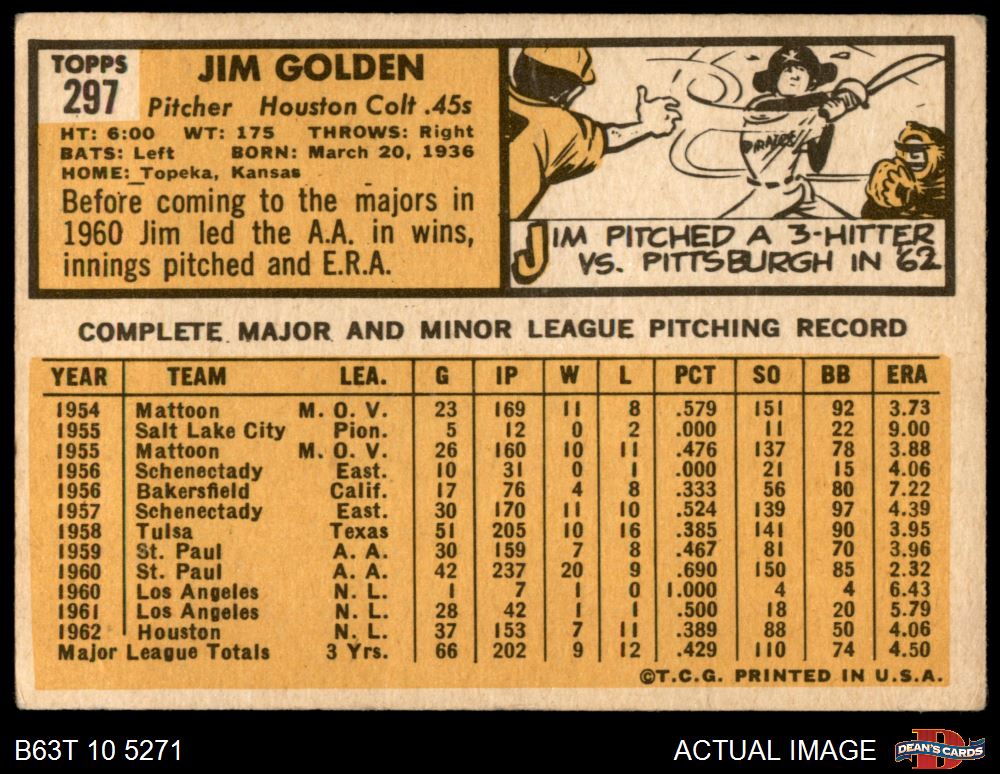 TOPPS
297
JIM GOLDEN
Pitcher Houston Colt .45s
HT: 6:00 WT: 175 THROWS: Right
BATS: Left BORN: March 20, 1936
HOME: Topeka, Kansas
Before coming to the majors in
1960 Jim led the A.A. in wins,
innings pitched and E.R.A.
PIRATES
JIM PITCHED A 3-HITTER
VS. PITTSBURGH IN '62
COMPLETE MAJOR AND MINOR LEAGUE PITCHING RECORD
YEAR TEAM LEA. G IP W L PCT SO BB ERA
1954 Mattoon M. O. V. 23 169 11 8 .579 151 92 3.73
1955 Salt Lake City Pion. 5 12 0 2 .000 11 22 9.00
1955 Mattoon M. O. V. 26 160 10 11 .476 137 78 3.88
1956 Schenectady East. 10 31 0 1 .000 21 15 4.06
1956 Bakersfield Calif. 17 76 4 8 .333 56 80 7.22
1957 Schenectady East. 30 170 11 10 .524 139 97 4.39
1958 Tulsa Texas 51 205 10 16 .385 141 90 3.95
1959 St. Paul A. A. 30 159 7 8 .467 81 70 3.96
1960 St. Paul A. A. 42 237 20 9 .690 150 85 2.32
1960 Los Angeles N. L. 1 7 1 0 1.000 4 4 6.43
1961 Los Angeles N. L. 28 42 1 1 .500 18 20 5.79
1962 Houston N. L. 37 153 7 11 .389 88 50 4.06
Major League Totals 3 Yrs. 66 202 9 12 .429 110 74 4.50
©T.C.G. PRINTED IN U.S.A.
B63T 10 5271
ACTUAL IMAGE
DEAN'S CARDS